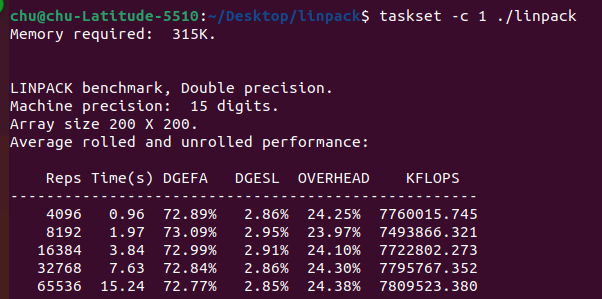 chu@chu-Latitude-5510:~/Desktop/linpack$ taskset -c 1 ./linpack
Memory required:  315K.
LINPACK benchmark, Double precision.
Machine precision:  15 digits.
Array size 200 X 200.
Average rolled and unrolled performance:
    Reps Time(s) DGEFA   DGESL  OVERHEAD    KFLOPS
----------------------------------------------------
    4096   0.96  72.89%   2.86%  24.25%  7760015.745
    8192   1.97  73.09%   2.95%  23.97%  7493866.321
   16384   3.84  72.99%   2.91%  24.10%  7722802.273
   32768   7.63  72.84%   2.86%  24.30%  7795767.352
   65536  15.24  72.77%   2.85%  24.38%  7809523.380